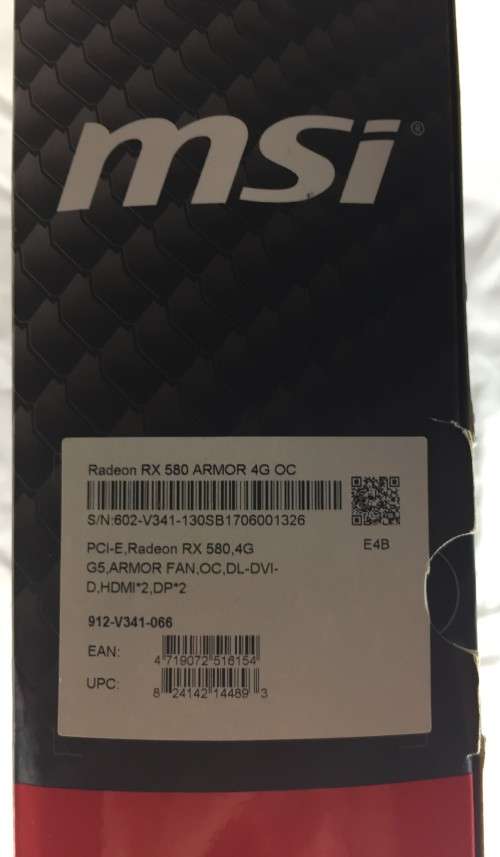 msi®
Radeon RX 580 ARMOR 4G OC
S/N:602-V341-130SB1706001326
PCI-E,Radeon RX 580,4G
E4B
G5,ARMOR FAN,OC,DL-DVI-
D,HDMI*2,DP*2
912-V341-066
EAN:
4 719072 516154
UPC:
8 24142 14489 3